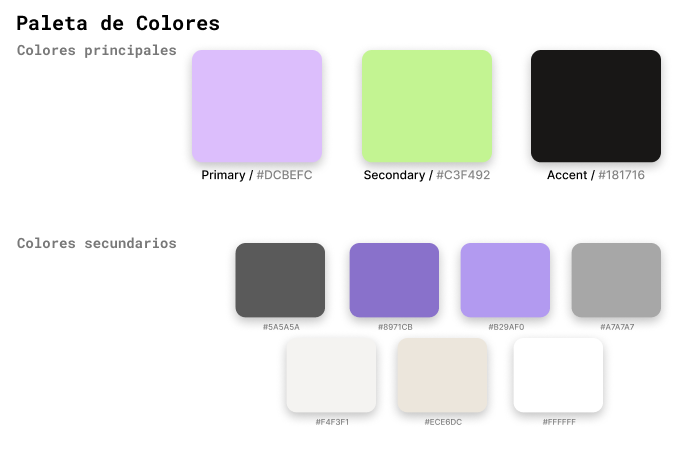 Paleta de Colores
Colores principales
Primary / #DCBEFC
Secondary / #C3F492
Accent / #181716
Colores secundarios
#5A5A5A
#8971CB
#B29AF0
#A7A7A7
#F4F3F1
#ECE6DC
#FFFFFF